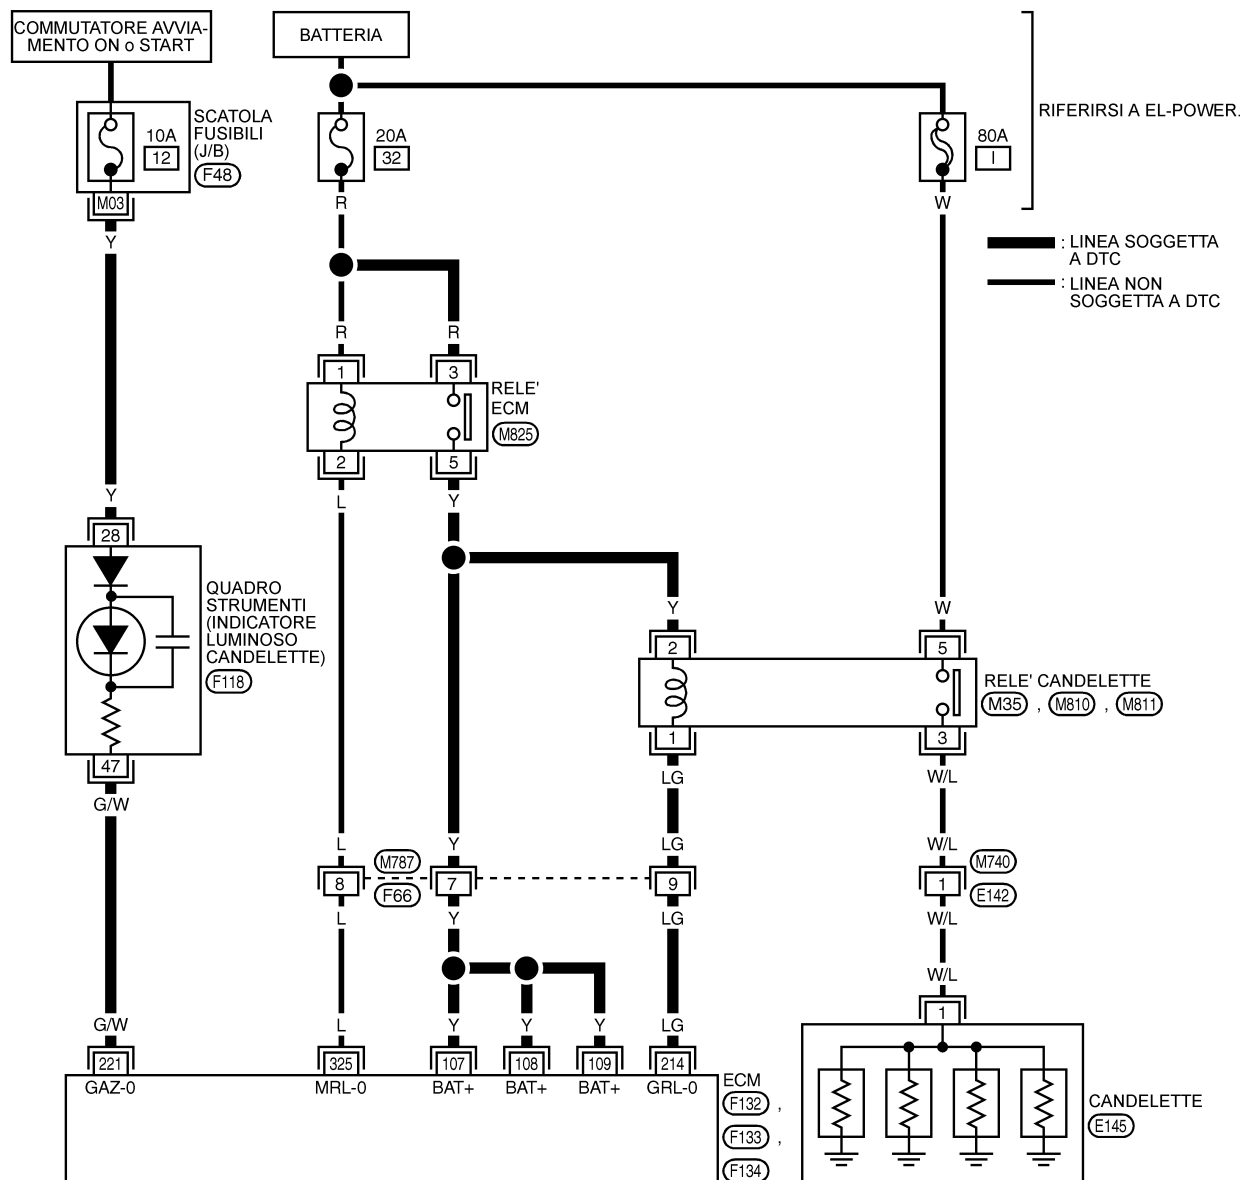 COMMUTATORE AVVIA-
MENTO ON o START
BATTERIA
RIFERIRSI A EL-POWER.
SCATOLA
FUSIBILI
(J/B)
F48
10A
12
20A
32
80A
I
M03
R
W
Y
: LINEA SOGGETTA
A DTC
: LINEA NON
SOGGETTA A DTC
R
R
1
3
RELE'
ECM
M825
2
5
Y
L
Y
28
QUADRO
STRUMENTI
(INDICATORE
LUMINOSO
CANDELETTE)
F118
Y
W
2
5
RELE' CANDELETTE
M35 , M810 , M811
1
3
47
G/W
LG
W/L
L
Y
LG
W/L
M787
M740
8
7
9
1
F66
E142
L
Y
LG
W/L
W/L
1
G/W
L
Y
Y
Y
LG
221
325
107
108
109
214
GAZ-0
MRL-0
BAT+
BAT+
BAT+
GRL-0
ECM
F132 ,
F133 ,
F134
CANDELETTE
E145